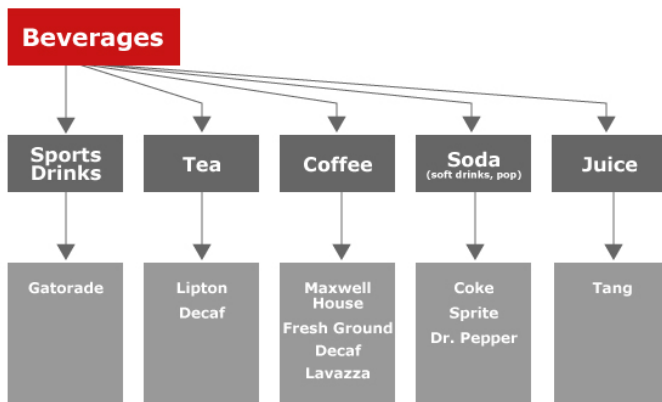 Beverages
Sports
Drinks
Tea
Coffee
Soda
(soft drinks, pop)
Juice
Gatorade
Lipton
Decaf
Maxwell
House
Fresh Ground
Decaf
Lavazza
Coke
Sprite
Dr. Pepper
Tang